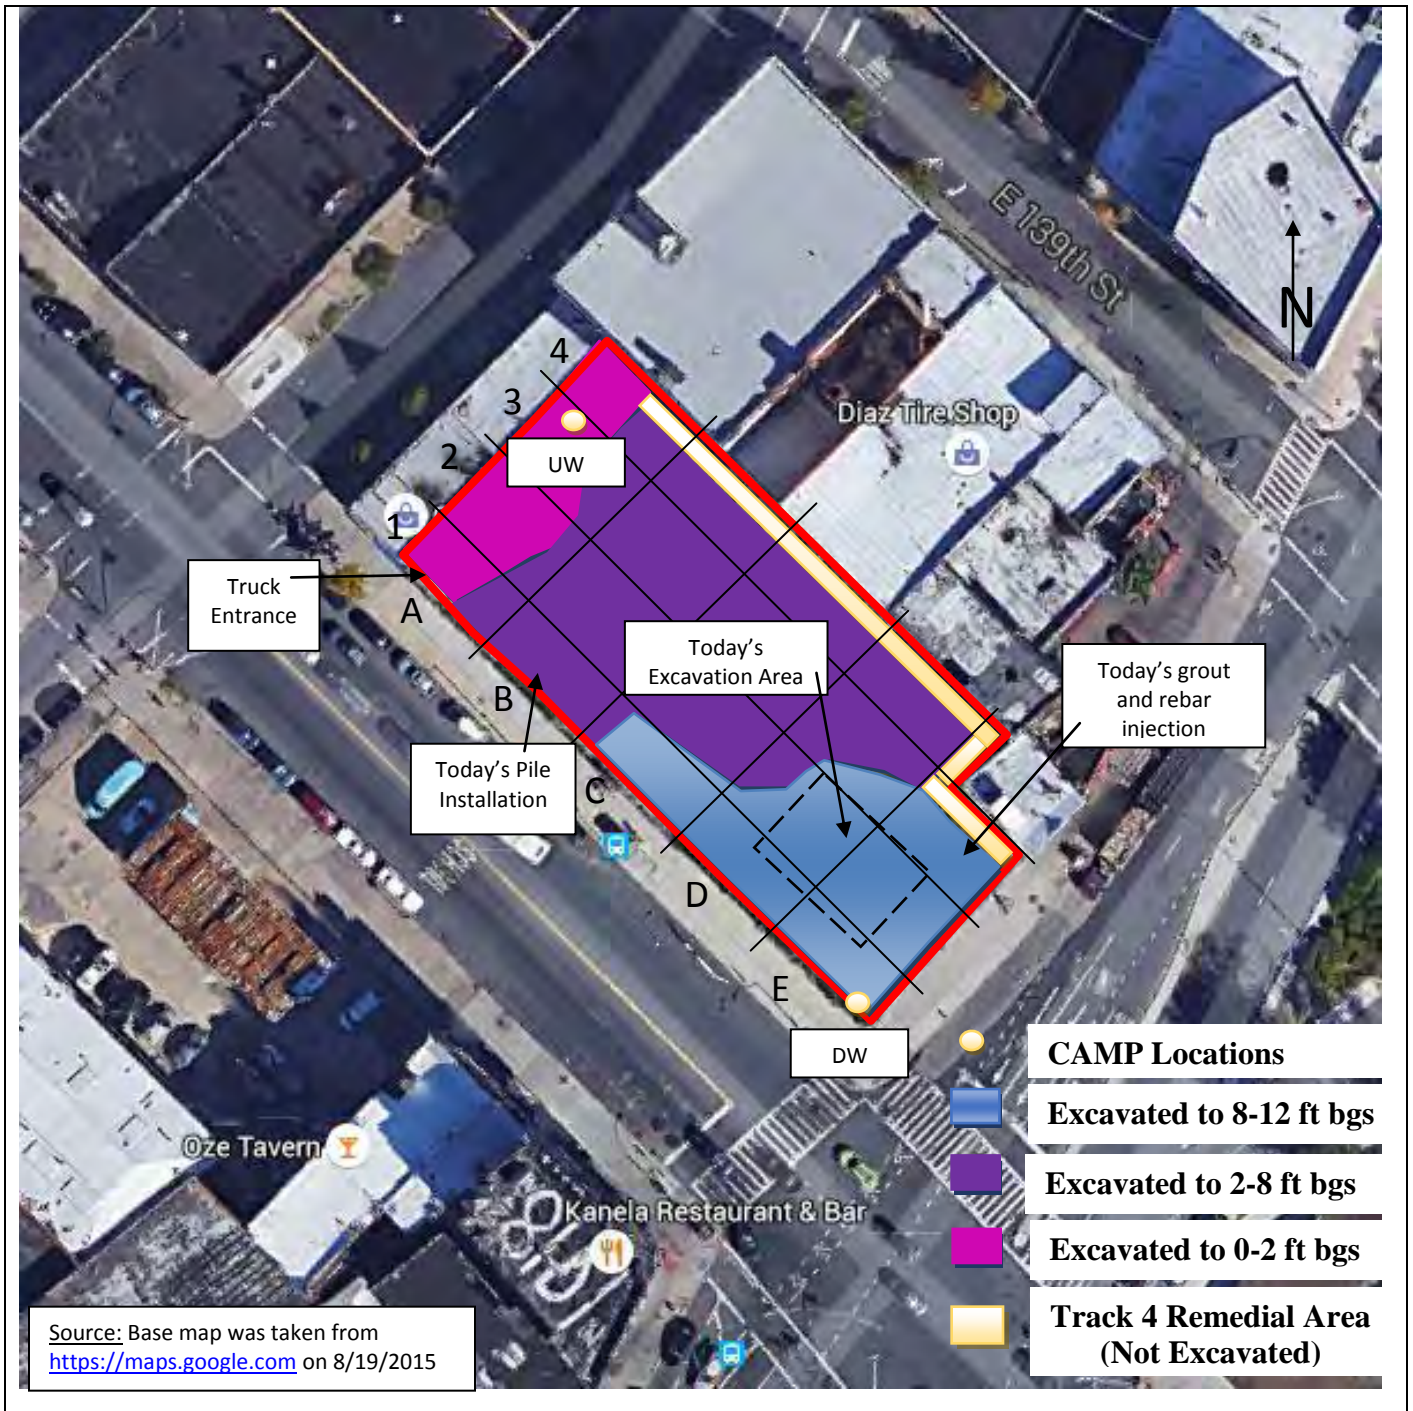 E 139th St
N
4
3
Diaz Tire Shop
2
UW
1
Truck
Entrance
A
Today's
Excavation Area
Today's grout
and rebar
injection
B
Today's Pile
Installation
C
D
E
DW
CAMP Locations
Excavated to 8-12 ft bgs
Oze Tavern
Excavated to 2-8 ft bgs
Kanela Restaurant & Bar
Excavated to 0-2 ft bgs
Track 4 Remedial Area
(Not Excavated)
Source: Base map was taken from
https://maps.google.com on 8/19/2015